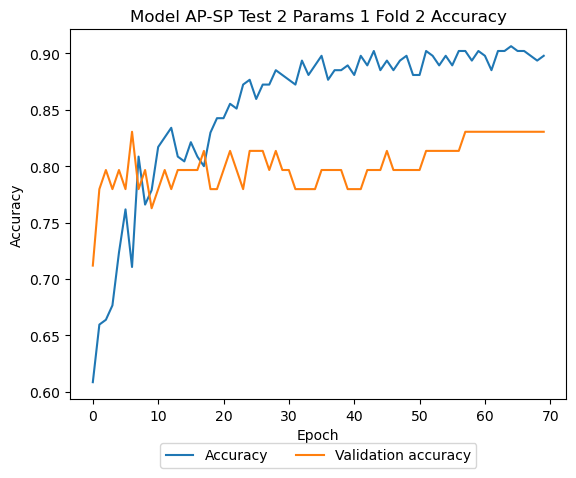 Model AP-SP Test 2 Params 1 Fold 2 Accuracy
0.90
0.85
0.80
0.75
0.70
0.65
0.60
Accuracy
0 10 20 30 40 50 60 70
Epoch
Accuracy Validation accuracy